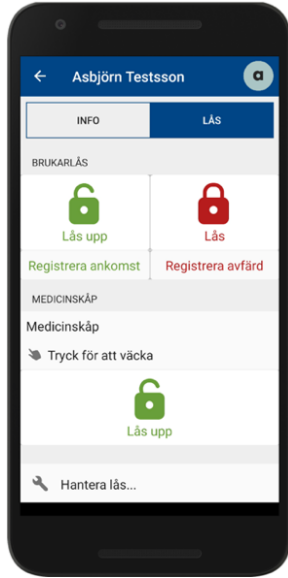 Asbjörn Testsson
a
INFO
LÅS
BRUKARLÅS
Lås upp
Lås
Registrera ankomst
Registrera avfärd
MEDICINSKÅP
Medicinskåp
Tryck för att väcka
Lås upp
Hantera lås...